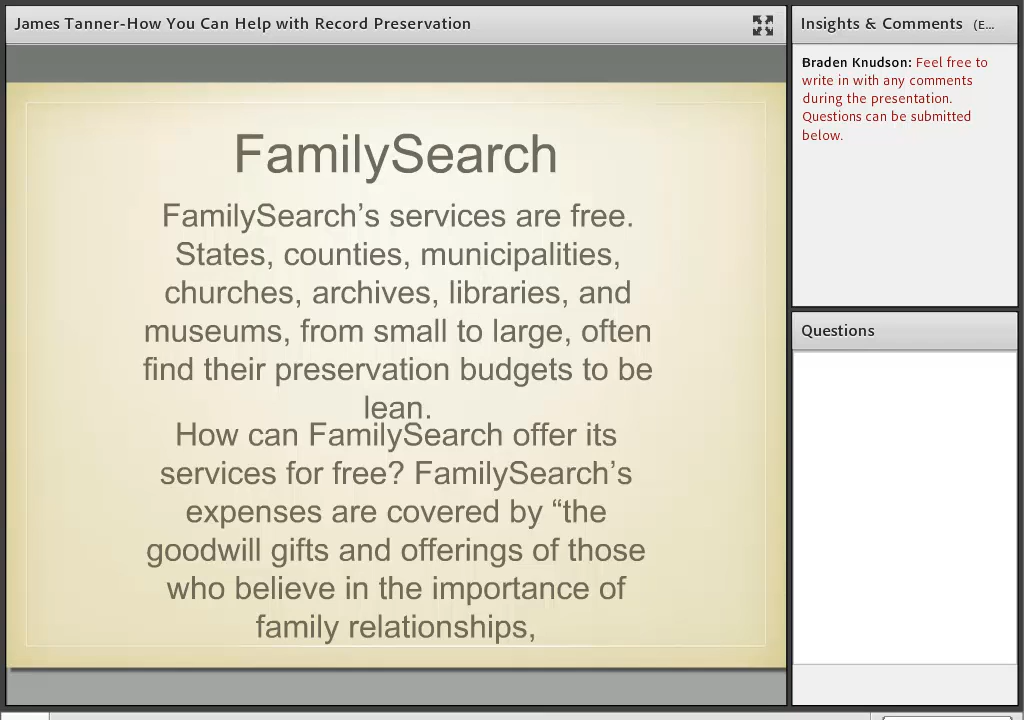 James Tanner-How You Can Help with Record Preservation
FamilySearch
FamilySearch’s services are free.
States, counties, municipalities,
churches, archives, libraries, and
museums, from small to large, often
find their preservation budgets to be
lean.
How can FamilySearch offer its
services for free? FamilySearch’s
expenses are covered by “the
goodwill gifts and offerings of those
who believe in the importance of
family relationships,
Insights & Comments (E...
Braden Knudson: Feel free to
write in with any comments
during the presentation.
Questions can be submitted
below.
Questions